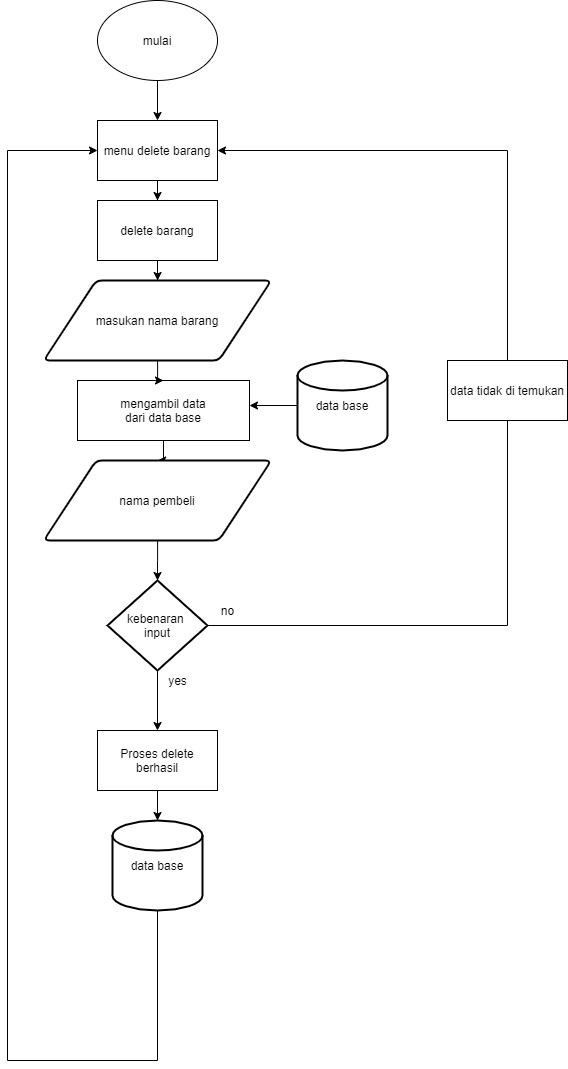 mulai
menu delete barang
delete barang
masukan nama barang
mengambil data
dari data base
data base
data tidak di temukan
nama pembeli
kebenaran
input
no
yes
Proses delete
berhasil
data base